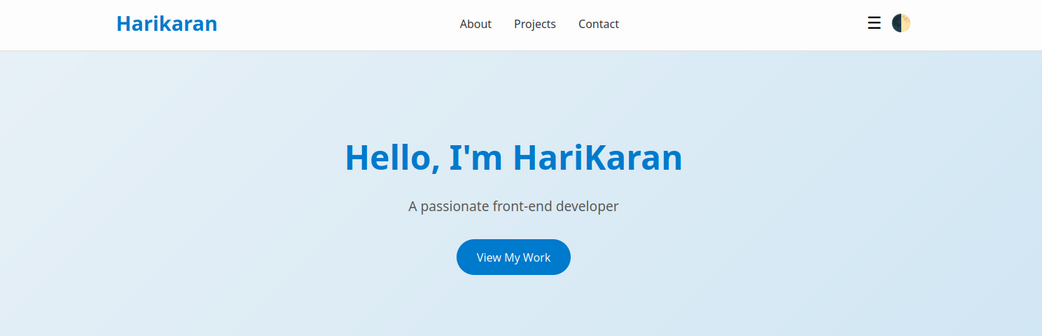 Harikaran
About Projects Contact
Hello, I'm HariKaran
A passionate front-end developer
View My Work